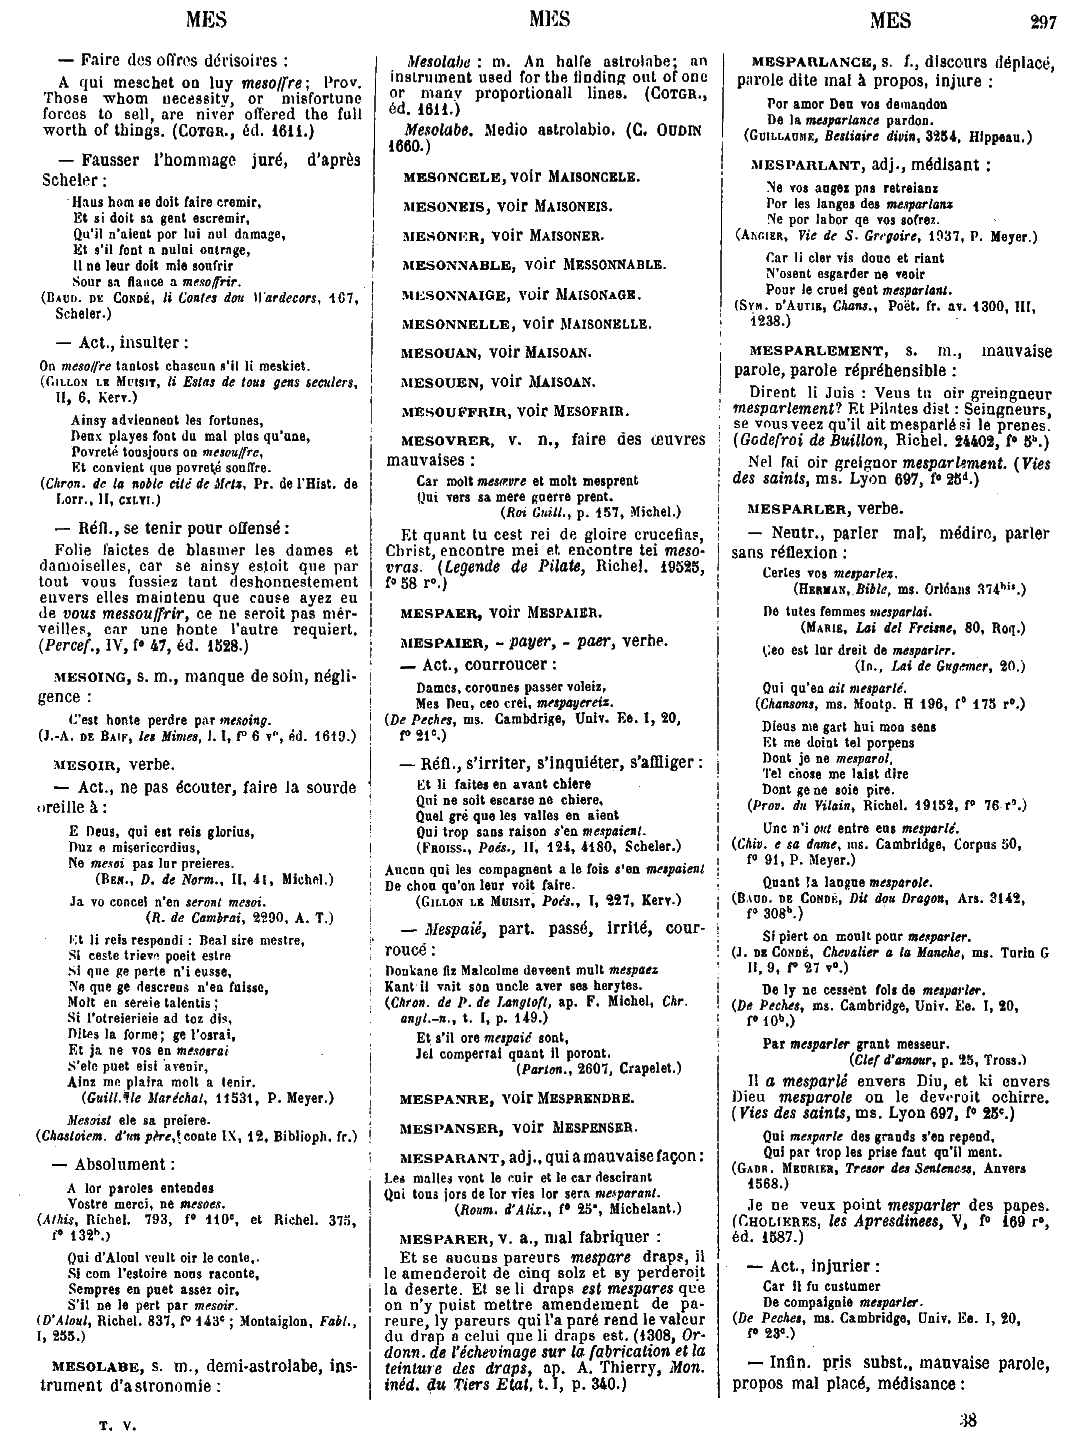 MES
MES
MES
297
— Faire des offres dérisoires :
A qui meschet on luy mesoffre; Prov.
Those whom necessity, or misfortune
forces to sell, are niver offered the full
worth of things. (COTGR., éd. 1611.)
— Fausser l'hommage juré, d'après
Scheler :
Haus hom se doit faire cremir,
Et si doit sa gent escremir,
Qu'il n'aient por lui nul damage,
Et s'il font a nului outrage,
Il ne leur doit mie soufrir
Sour sa fiance a mesoffrir.
(BAUD. DE CONDÉ, li Contes dou Wardecors, 167,
Scheler.)
— Act., insulter :
On mesoffre tantost chascun s'il li meskiet.
(GILLON LE MUISIT, li Estas de tous gens seculers,
II, 6, Kerv.)
Ainsy adviennent les fortunes,
Deux playes font du mal plus qu'une,
Povreté tousjours on mesouffre,
Et convient que povreté souffre.
(Chron. de la noble cité de Metz, Pr. de l'Hist. de
Lorr., II, CXLVI.)
— Réfl., se tenir pour offensé :
Folie faictes de blasmer les dames et
damoiselles, car se ainsy estoit que par
tout vous fussiez tant deshonnestement
envers elles maintenu que cause ayez eu
de vous messouffrir, ce ne seroit pas mer-
veilles, car une honte l'autre requiert.
(Percef., IV, f° 47, éd. 1528.)
MESOING, s. m., manque de soin, négli-
gence :
C'est honte perdre par mesoing.
(J.-A. DE BAIF, les Mimes, l. I, f° 6 v°, éd. 1619.)
MESOIR, verbe.
— Act., ne pas écouter, faire la sourde
oreille à :
E Deus, qui est reis glorius,
Duz e misericordius,
Ne mesoi pas lur preieres.
(BEN., D. de Norm., II, 41, Michel.)
Ja vo concel n'en seront mesoi.
(R. de Cambrai, 2290, A. T.)
Et li reis respondi : Beal sire mestre,
Si ceste trieve poeit estre
Si que ge perte n'i eusse,
Ne que ge descreus n'en fuisse,
Molt en sereie talentis ;
Si l'otreiereie ad toz dis,
Dites la forme; ge l'osrai,
Et ja ne vos en mesosrai
S'ele puet eisi avenir,
Ainz me plaira molt a tenir.
(Guill. le Maréchal, 11531, P. Meyer.)
Mesoist ele sa preiere.
(Chastoiem. d'un père, conte IX, 12, Biblioph. fr.)
— Absolument :
A lor paroles entendes
Vostre merci, ne mesoes.
(Athis, Richel. 793, f° 110c, et Richel. 375,
f° 132b.)
Qui d'Aloul veult oir le conte,
Si com l'estoire nous raconte,
Sempres en puet assez oir,
S'il ne le pert par mesoir.
(D'Aloul, Richel. 837, f° 143c ; Montaiglon, Fabl.,
I, 255.)
MESOLABE, s. m., demi-astrolabe, ins-
trument d'astronomie :
T. V.
Mesolabe : m. An halfe astrolabe; an
instrument used for the finding out of one
or many proportionall lines. (COTGR.,
éd. 1611.)
Mesolabe. Medio astrolabio. (C. OUDIN
1660.)
MESONCELE, voir MAISONCELE.
MESONEIS, voir MAISONEIS.
MESONER, voir MAISONER.
MESONNABLE, voir MESSONNABLE.
MESONNAIGE, voir MAISONAGE.
MESONNELLE, voir MAISONELLE.
MESOUAN, voir MAISOAN.
MESOUEN, voir MAISOAN.
MESOUFFRIR, voir MESOFRIR.
MESOVRER, v. n., faire des œuvres
mauvaises :
Car molt mesovre et molt mesprent
Qui vers sa mere guerre prent.
(Roi Guill., p. 157, Michel.)
Et quant tu cest rei de gloire crucefias,
Christ, encontre mei et encontre tei meso-
vras. (Legende de Pilate, Richel. 19525,
f° 58 r°.)
MESPAER, voir MESPAIER.
MESPAIER, - payer, - paer, verbe.
— Act., courroucer :
Dames, corounes passer voleiz,
Mes Deu, ceo crei, mespayereiz.
(De Peches, ms. Cambdrige, Univ. Ee. I, 20,
f° 21c.)
— Réfl., s'irriter, s'inquiéter, s'affliger :
Et li faites en avant chiere
Qui ne soit escarse ne chiere,
Quel gré que les valles en aient
Qui trop sans raison s'en mespaient.
(FROISS., Poés., II, 124, 4180, Scheler.)
Aucun qui les compagnent a le fois s'en mespaient
De chou qu'on leur voit faire.
(GILLON LE MUISIT, Poés., I, 227, Kerv.)
— Mespaié, part. passé, irrité, cour-
roucé :
Dounkane fiz Malcolme deveent mult mespaez
Kant il vait son uncle aver ses herytes.
(Chron. de P. de Langtoft, ap. F. Michel, Chr.
angl.-n., t. I, p. 149.)
Et s'il ore mespaié sont,
Jel comperrai quant il poront.
(Parton., 2607, Crapelet.)
MESPANRE, voir MESPRENDRE.
MESPANSER, voir MESPENSER.
MESPARANT, adj., qui a mauvaise façon :
Les malles vont le cuir et le car descirant
Qui tous jors de lor vies lor sera mesparant.
(Roum. d'Alix., f° 25a, Michelant.)
MESPARER, v. a., mal fabriquer :
Et se aucuns pareurs mespare draps, il
le amenderoit de cinq solz et sy perderoit
la deserte. Et se li draps est mespares que
on n'y puist mettre amendement de pa-
reure, ly pareurs qui l'a paré rend le valeur
du drap a celui que li draps est. (1308, Or-
donn. de l'échevinage sur la fabrication et la
teinture des draps, ap. A. Thierry, Mon.
inéd. du Tiers Etat, t. I, p. 340.)
MESPARLANCE, s. f., discours déplacé,
parole dite mal à propos, injure :
Por amor Deu vos demandon
De la mesparlance pardon.
(GUILLAUME, Bestiaire divin, 3254, Hippeau.)
MESPARLANT, adj., médisant :
Ne vos augez pas retreianz
Por les langes des mesparlanz
Ne por labor qe vos sofrez.
(ANGIER, Vie de S. Gregoire, 1937, P. Meyer.)
Car li cler vis douc et riant
N'osent esgarder ne veoir
Pour le cruel gent mesparlant.
(SYM. D'AUTIE, Chans., Poët. fr. av. 1300, III,
1238.)
MESPARLEMENT, s. m., mauvaise
parole, parole répréhensible :
Dirent li Juis : Veus tu oir greingneur
mesparlement? Et Pilates dist : Seingneurs,
se vous veez qu'il ait mesparlé si le prenes.
(Godefroi de Buillon, Richel. 24402, f° 5b.)
Nel fai oir greignor mesparlement. (Vies
des saints, ms. Lyon 697, f° 25d.)
MESPARLER, verbe.
— Neutr., parler mal, médire, parler
sans réflexion :
Certes vos mesparlez.
(HERMAN, Bible, ms. Orléans 374bis.)
De tutes femmes mesparlai.
(MARIE, Lai del Freisne, 80, Roq.)
Ceo est lur dreit de mesparler.
(ID., Lai de Gugemer, 20.)
Qui qu'en ait mesparlé.
(Chansons, ms. Montp. H 196, f° 175 r°.)
Dieus me gart hui mon sens
Et me doint tel porpens
Dont je ne mesparol,
Tel chose me laist dire
Dont ge ne soie pire.
(Prov. du Vilain, Richel. 19152, f° 76 r°.)
Unc n'i out entre eus mesparlé.
(Chiv. e sa dame, ms. Cambridge, Corpus 50,
f° 91, P. Meyer.)
Quant la langue mesparole.
(BAUD. DE CONDÉ, Dit dou Dragon, Ars. 3142,
f° 308b.)
Si piert on moult pour mesparler.
(J. DE CONDÉ, Chevalier a la Manche, ms. Turin G
II, 9, f° 27 v°.)
De ly ne cessent fols de mesparler.
(De Peches, ms. Cambridge, Univ. Ee. I, 20,
f° 10b.)
Par mesparler grant messeur.
(Clef d'amour, p. 25, Tross.)
Il a mesparlé envers Diu, et ki envers
Dieu mesparole on le deveroit ochirre.
(Vies des saints, ms. Lyon 697, f° 25c.)
Qui mesparle des grands s'en repend,
Qui par trop les prise faut qu'il ment.
(GABR. MEURIER, Tresor des Sentences, Anvers
1568.)
Je ne veux point mesparler des papes.
(CHOLIERES, les Apresdinees, V, f° 169 r°,
éd. 1587.)
— Act., injurier :
Car il fu custumer
De compaignie mesparler.
(De Peches, ms. Cambridge, Univ. Ee. I, 20,
f° 23c.)
— Infin. pris subst., mauvaise parole,
propos mal placé, médisance :
38